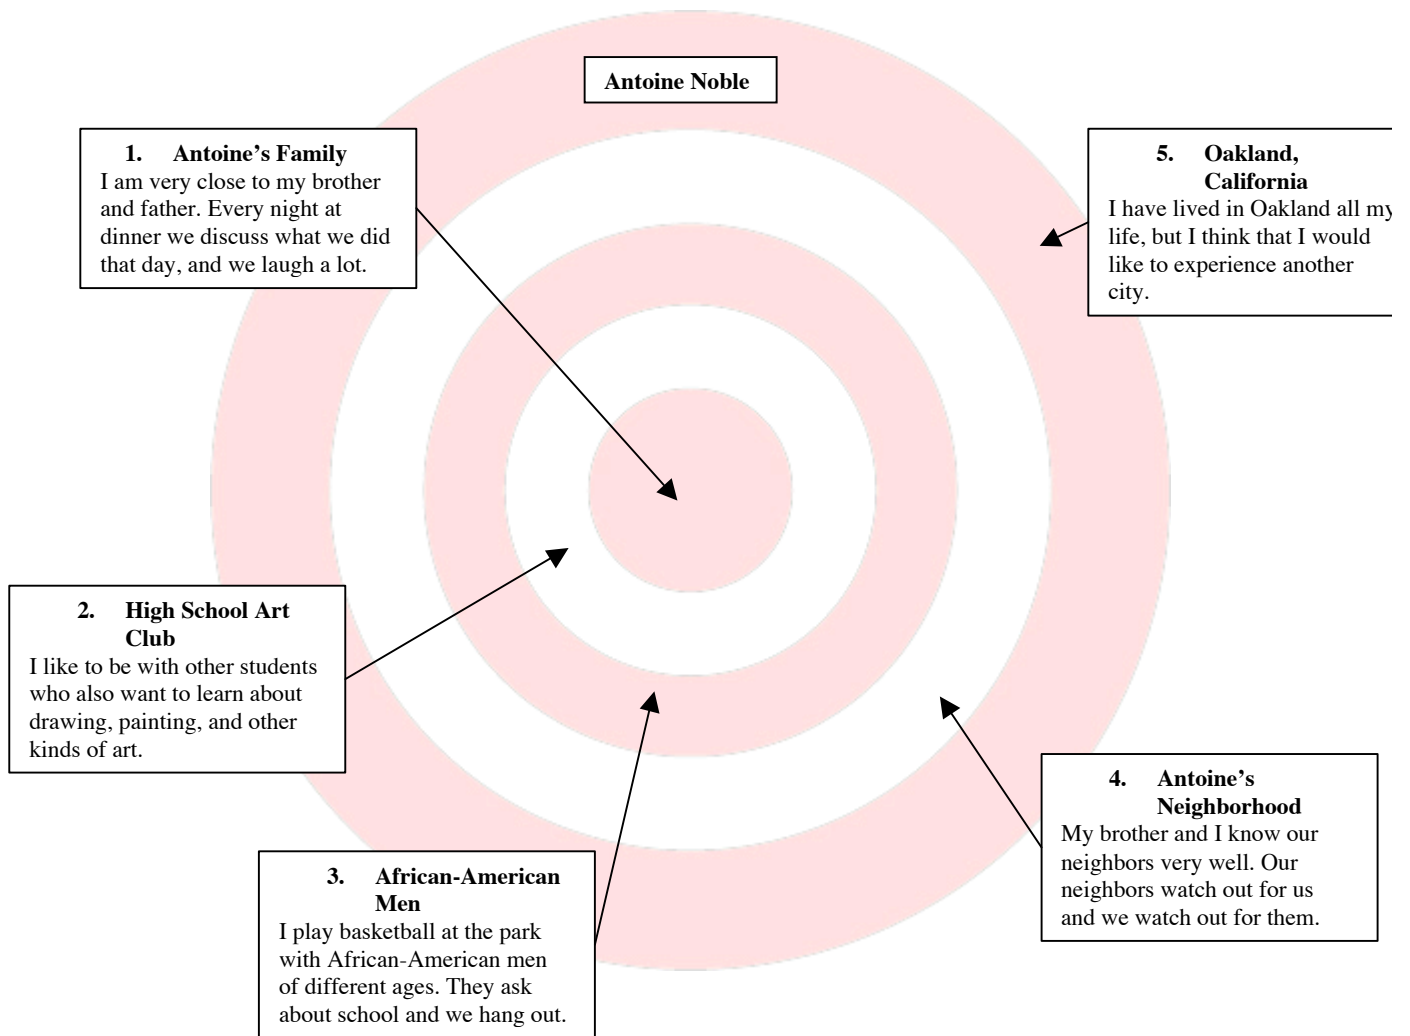 Antoine Noble
1. Antoine’s Family
I am very close to my brother
and father. Every night at
dinner we discuss what we did
that day, and we laugh a lot.
5. Oakland,
California
I have lived in Oakland all my
life, but I think that I would
like to experience another
city.
2. High School Art
Club
I like to be with other students
who also want to learn about
drawing, painting, and other
kinds of art.
4. Antoine’s
Neighborhood
My brother and I know our
neighbors very well. Our
neighbors watch out for us
and we watch out for them.
3. African-American
Men
I play basketball at the park
with African-American men
of different ages. They ask
about school and we hang out.